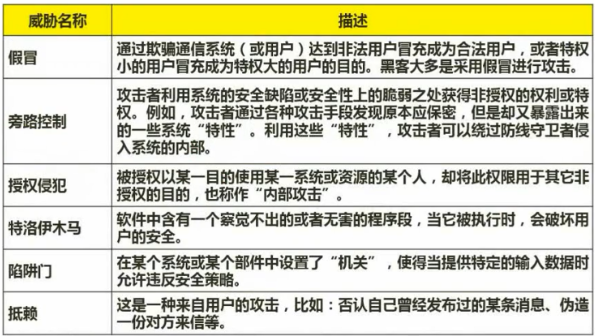 威胁名称
描述
假冒
通过欺骗通信系统（或用户）达到非法用户冒充成为合法用户，或者特权
小的用户冒充成为特权大的用户的目的。黑客大多是采用假冒进行攻击。
旁路控制
攻击者利用系统的安全缺陷或安全性上的脆弱之处获得非授权的权利或特
权。例如，攻击者通过各种攻击手段发现原本应保密，但是却又暴露出来
的一些系统“特性”。利用这些“特性”，攻击者可以绕过防线守卫者侵
入系统的内部。
授权侵犯
被授权以某一目的使用某一系统或资源的某个人，却将此权限用于其它非
授权的目的，也称作“内部攻击”。
特洛伊木马
软件中含有一个察觉不出的或者无害的程序段，当它被执行时，会破坏用
户的安全。
陷阱门
在某个系统或某个部件中设置了“机关”，使得当提供特定的输入数据时
允许违反安全策略。
抵赖
这是一种来自用户的攻击，比如：否认自己曾经发布过的某条消息、伪造
一份对方来信等。